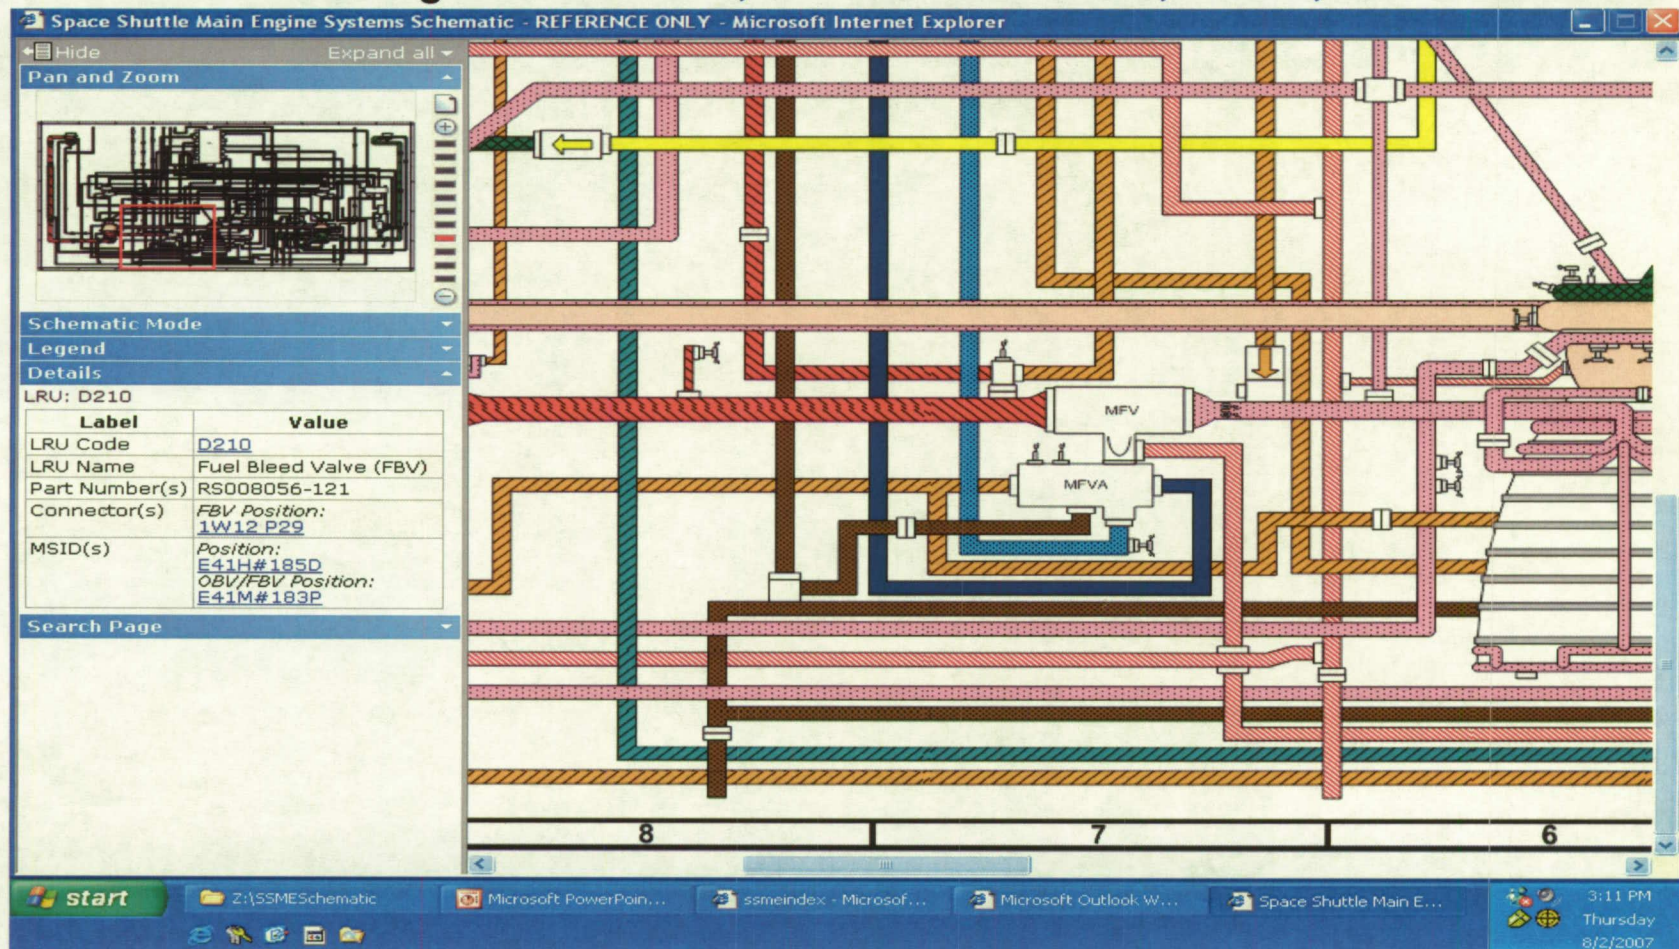 Space Shuttle Main Engine Systems Schematic - REFERENCE ONLY - Microsoft Internet Explorer
Hide
Expand all
Pan and Zoom
Schematic Mode
Legend
Details
LRU: D210
Label Value
LRU Code D210
LRU Name Fuel Bleed Valve (FBV)
Part Number(s) RS008056-121
Connector(s) FBV Position:
1W12 P29
MSID(s) Position:
E41H#185D
OBV/FBV Position:
E41M#183P
Search Page
MFV
MFVA
8 7 6
start
Z:\SSMESchematic
Microsoft PowerPoin...
ssmeindex - Microsof...
Microsoft Outlook W...
Space Shuttle Main E...
3:11 PM
Thursday
8/2/2007